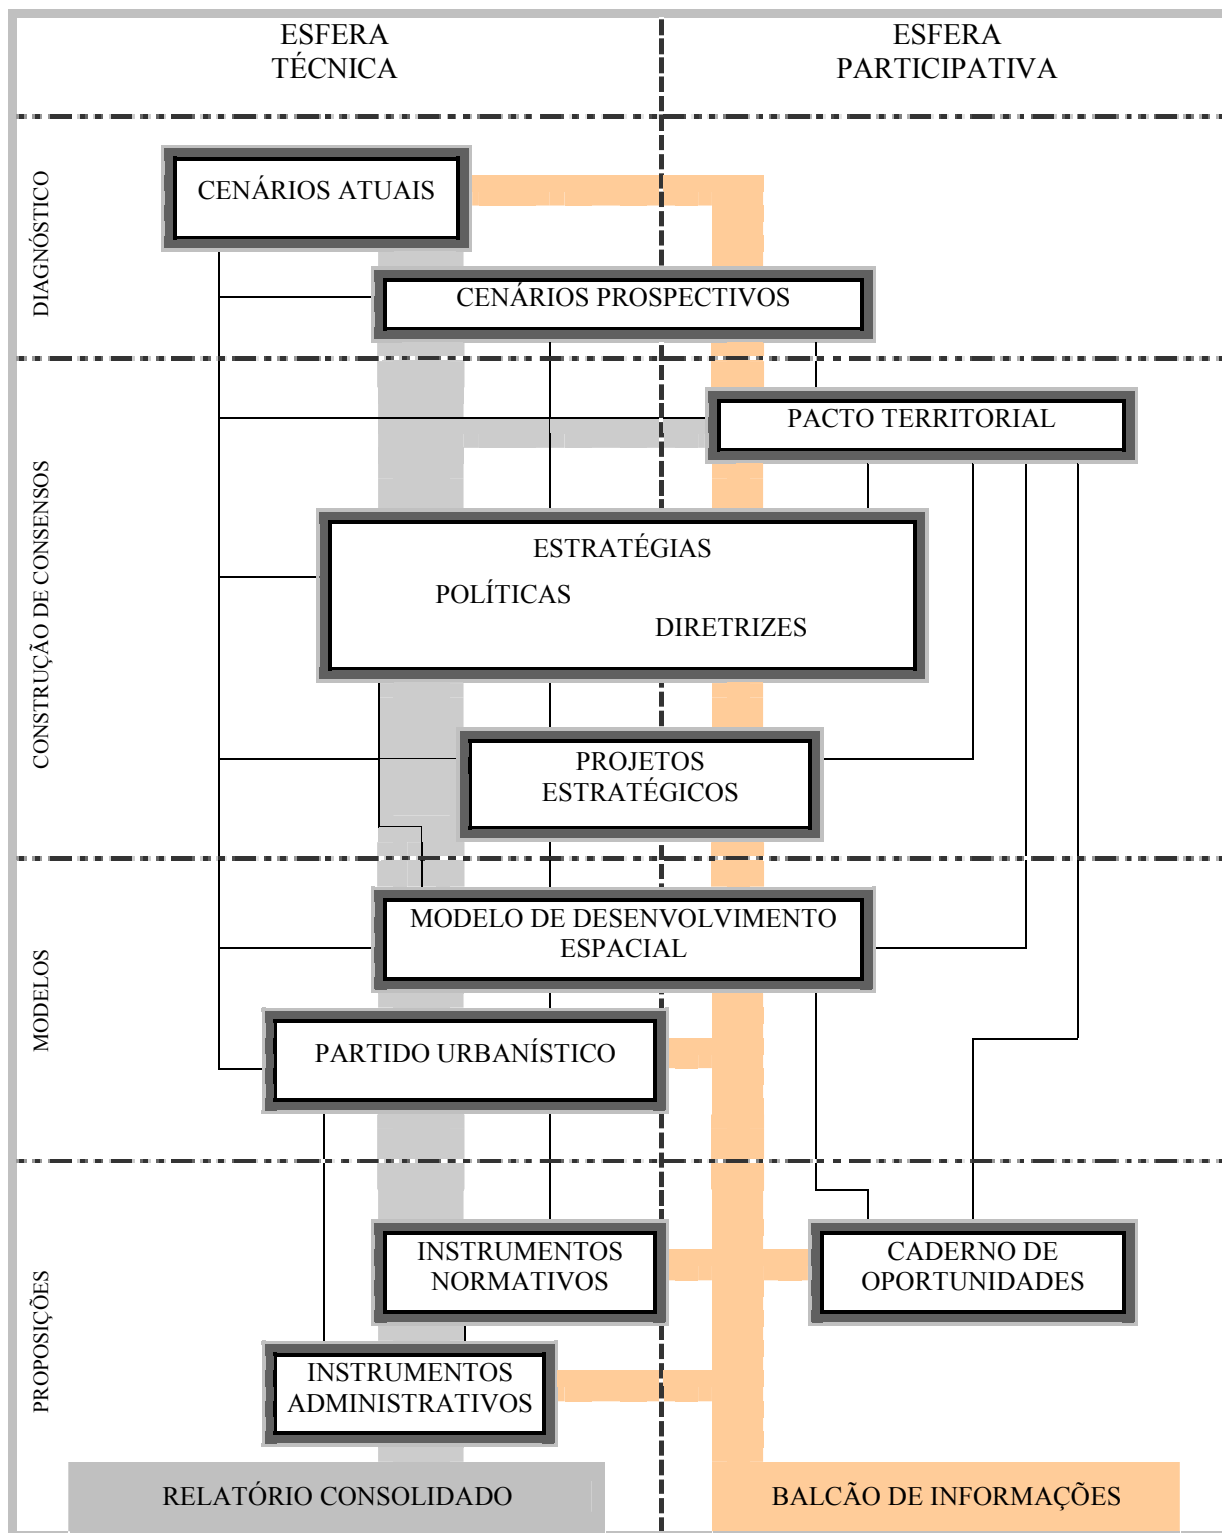 ESFERA
TÉCNICA
ESFERA
PARTICIPATIVA
DIAGNÓSTICO
CENÁRIOS ATUAIS
CENÁRIOS PROSPECTIVOS
CONSTRUÇÃO DE CONSENSOS
PACTO TERRITORIAL
ESTRATÉGIAS
POLÍTICAS
DIRETRIZES
PROJETOS
ESTRATÉGICOS
MODELOS
MODELO DE DESENVOLVIMENTO
ESPACIAL
PARTIDO URBANÍSTICO
PROPOSIÇÕES
INSTRUMENTOS
NORMATIVOS
CADERNO DE
OPORTUNIDADES
INSTRUMENTOS
ADMINISTRATIVOS
RELATÓRIO CONSOLIDADO
BALCÃO DE INFORMAÇÕES